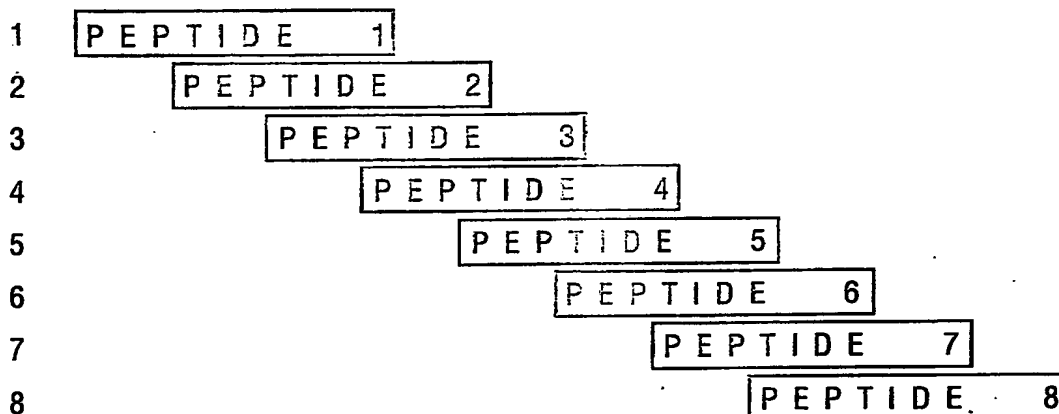 1 PEPTIDE 1
2 PEPTIDE 2
3 PEPTIDE 3
4 PEPTIDE 4
5 PEPTIDE 5
6 PEPTIDE 6
7 PEPTIDE 7
8 PEPTIDE 8